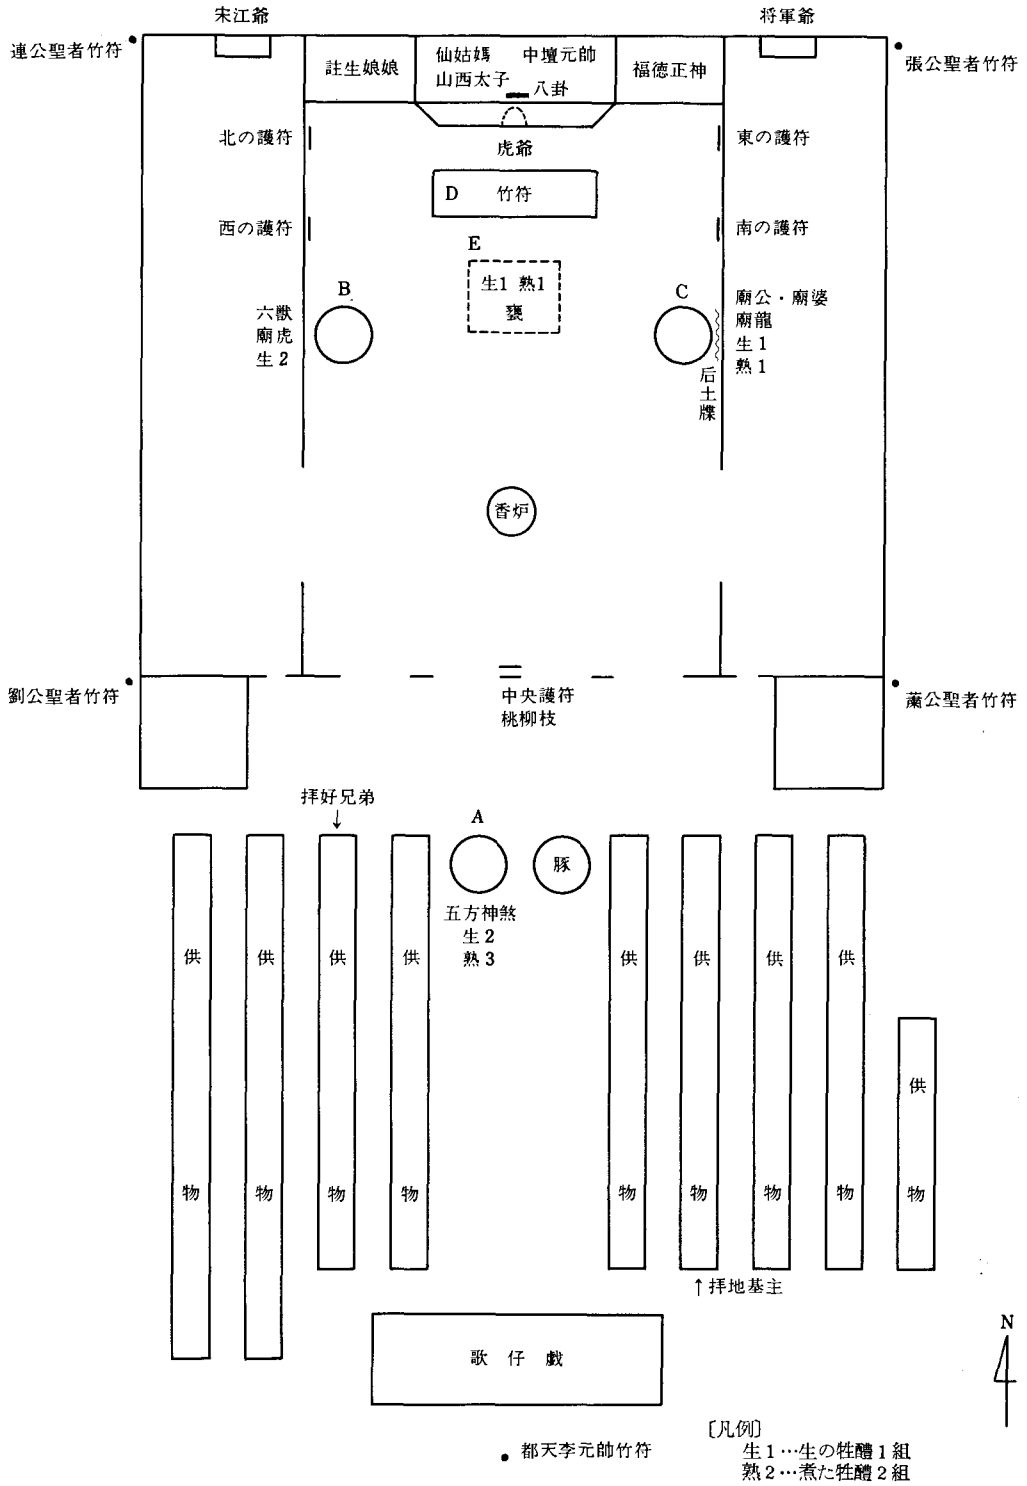 宋江爺
将軍爺
連公聖者竹符
張公聖者竹符
註生娘娘
仙姑媽 中壇元帥
山西太子 八卦
福徳正神
北の護符
東の護符
虎爺
D 竹符
西の護符
南の護符
E
生1 熟1
甕
B
六獣
廟虎
生2
C
廟公・廟婆
廟龍
生1
熟1
后土牒
香炉
劉公聖者竹符
中央護符
桃柳枝
蕭公聖者竹符
拝好兄弟
↓
A
豚
五方神煞
生2
熟3
供物
供物
供物
供物
供物
供物
供物
供物
供物
↑拝地基主
歌仔戯
N
都天李元帥竹符
〔凡例〕
生1…生の牲醴1組
熟2…煮た牲醴2組